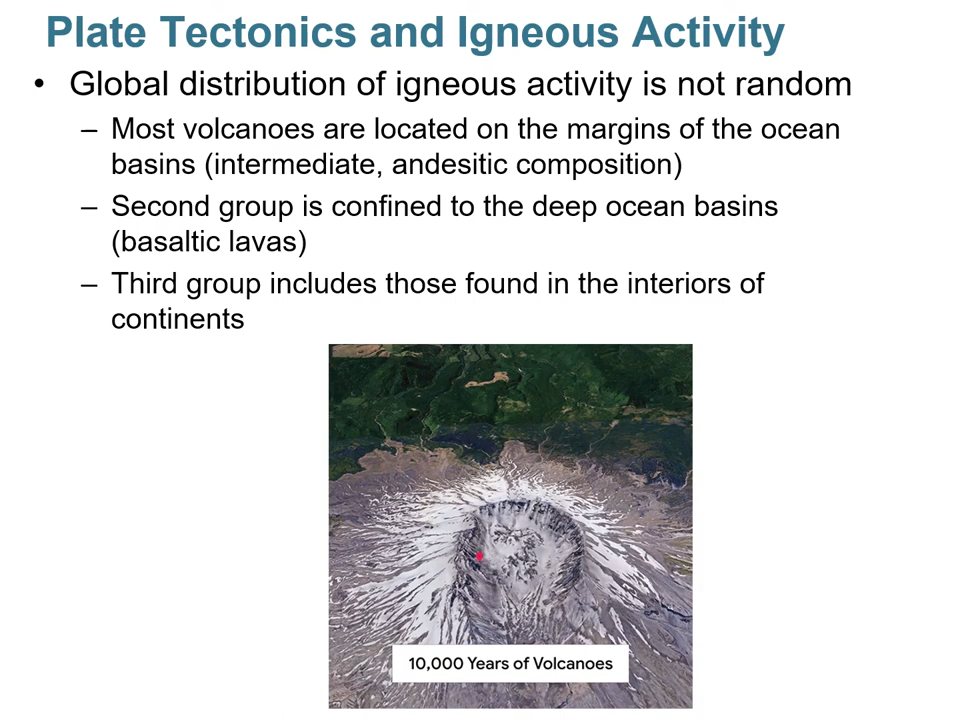 Plate Tectonics and Igneous Activity
• Global distribution of igneous activity is not random
– Most volcanoes are located on the margins of the ocean
basins (intermediate, andesitic composition)
– Second group is confined to the deep ocean basins
(basaltic lavas)
– Third group includes those found in the interiors of
continents
10,000 Years of Volcanoes